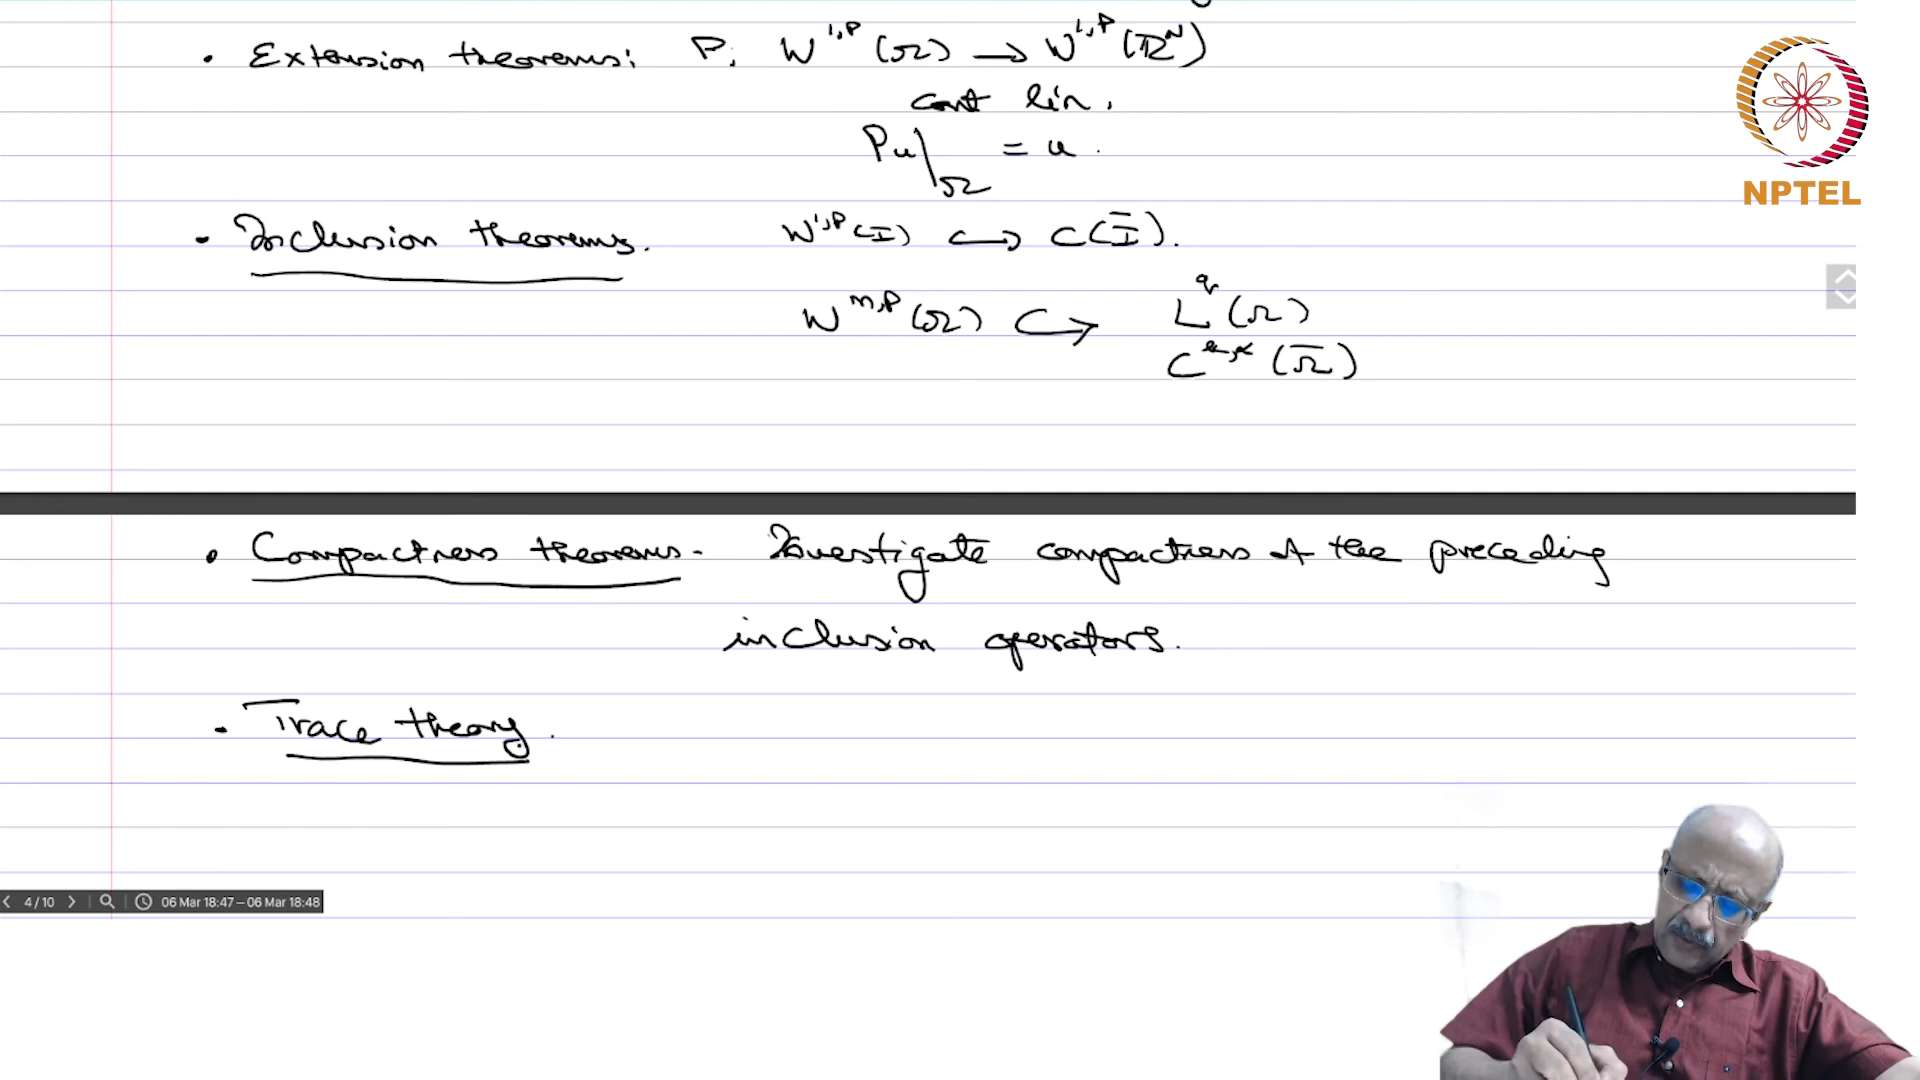 • Extension theorems: P: W^{1,p}(Ω) → W^{1,p}(ℝ^N)
cont lin.
Pu|_Ω = u.
• Inclusion theorems. W^{1,p}(I) ↪ C(Ī).
W^{m,p}(Ω) ↪ L^q(Ω)
C^{k,α}(Ω̄)
• Compactness theorems. Investigate compactness of the preceding
inclusion operators.
• Trace theory.
NPTEL
4 / 10 06 Mar 18:47 – 06 Mar 18:48